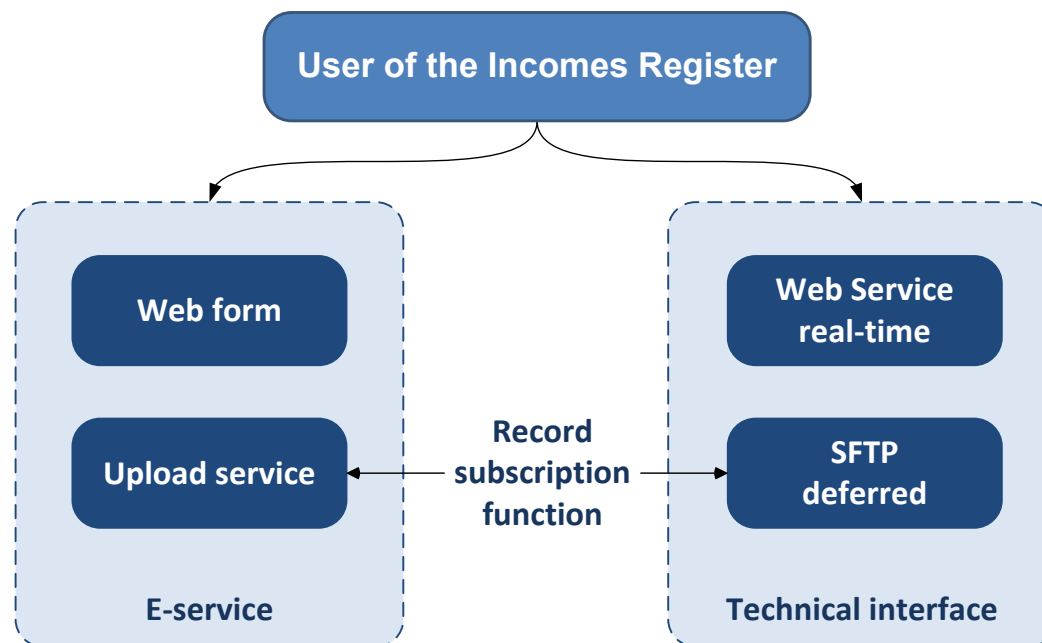 User of the Incomes Register
Web form
Upload service
E-service
Record
subscription
function
Web Service
real-time
SFTP
deferred
Technical interface